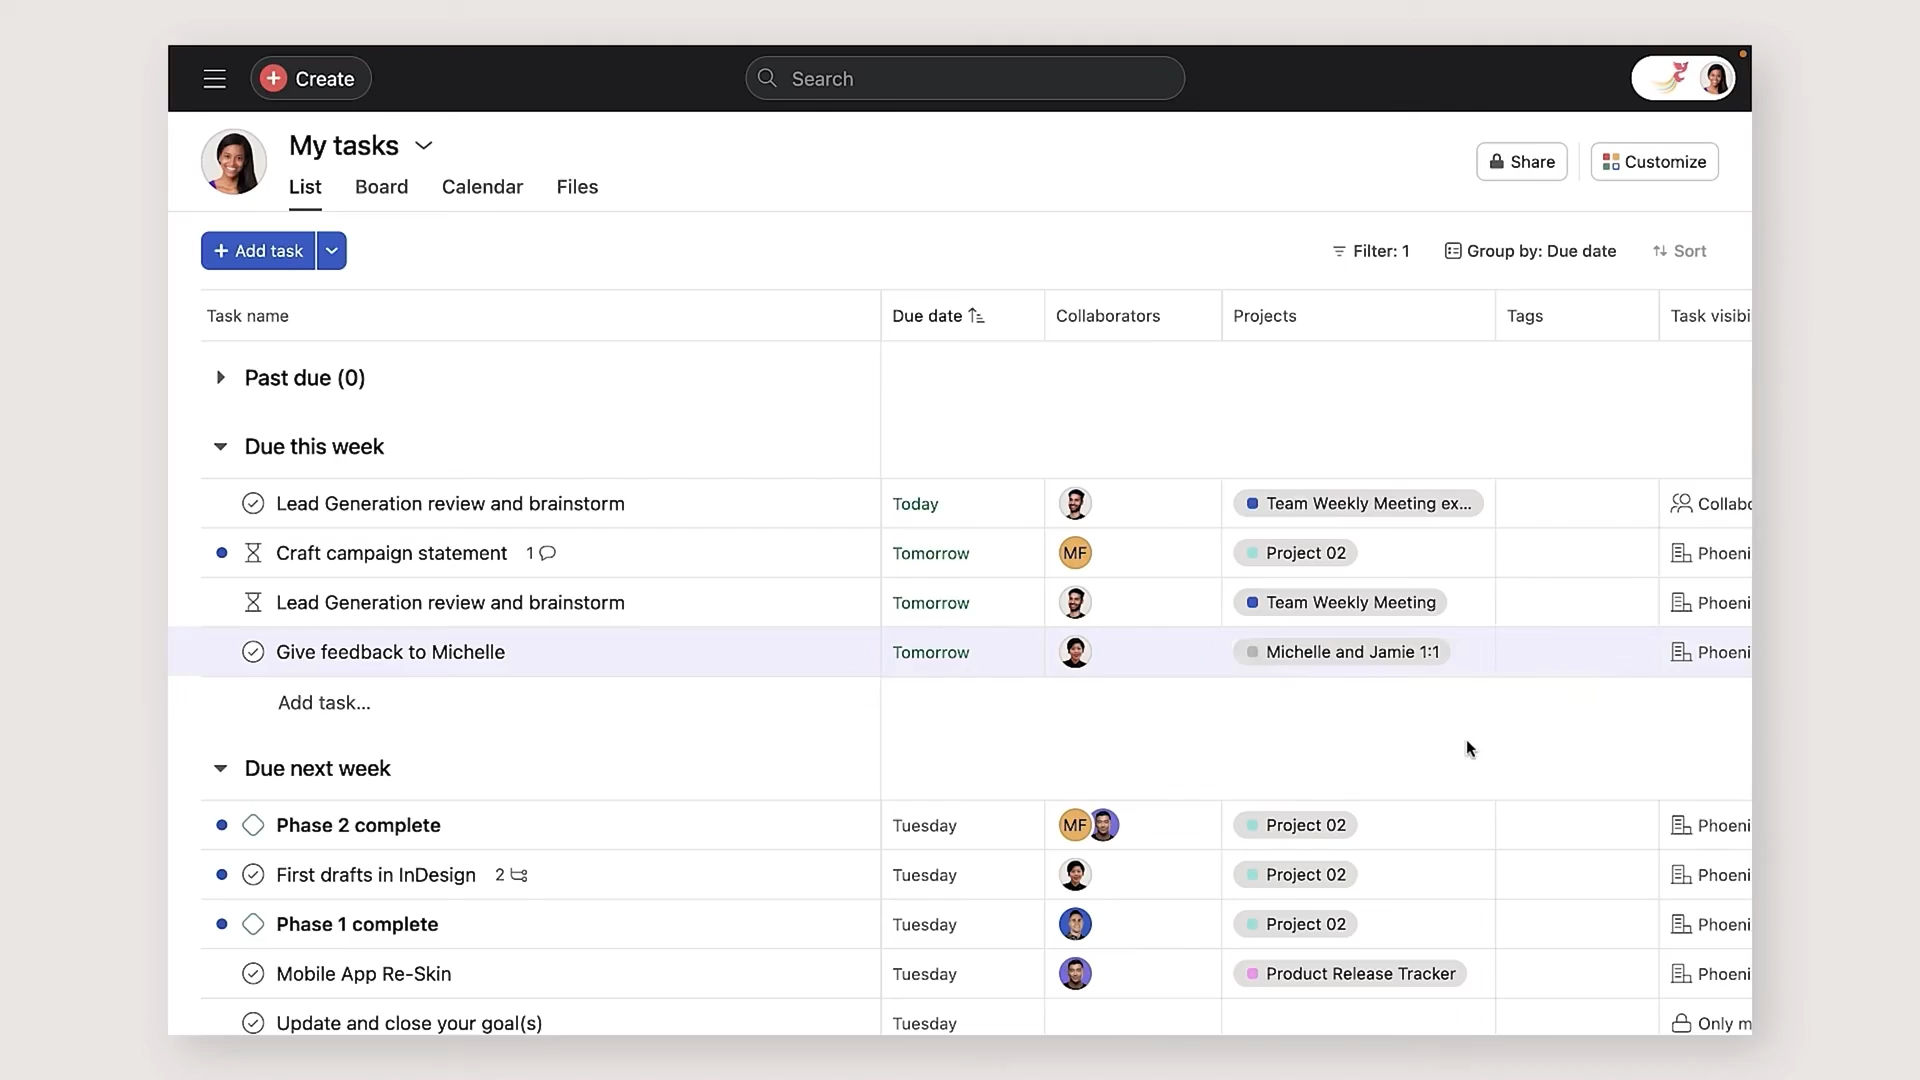 Create
Search
My tasks
List Board Calendar Files
Share Customize
Add task
Filter: 1 Group by: Due date Sort
Task name Due date Collaborators Projects Tags Task visibi
Past due (0)
Due this week
Lead Generation review and brainstorm Today Team Weekly Meeting ex... Collabo
Craft campaign statement 1 Tomorrow MF Project 02 Phoeni
Lead Generation review and brainstorm Tomorrow Team Weekly Meeting Phoeni
Give feedback to Michelle Tomorrow Michelle and Jamie 1:1 Phoeni
Add task...
Due next week
Phase 2 complete Tuesday MF Project 02 Phoeni
First drafts in InDesign 2 Tuesday Project 02 Phoeni
Phase 1 complete Tuesday Project 02 Phoeni
Mobile App Re-Skin Tuesday Product Release Tracker Phoeni
Update and close your goal(s) Tuesday Only m